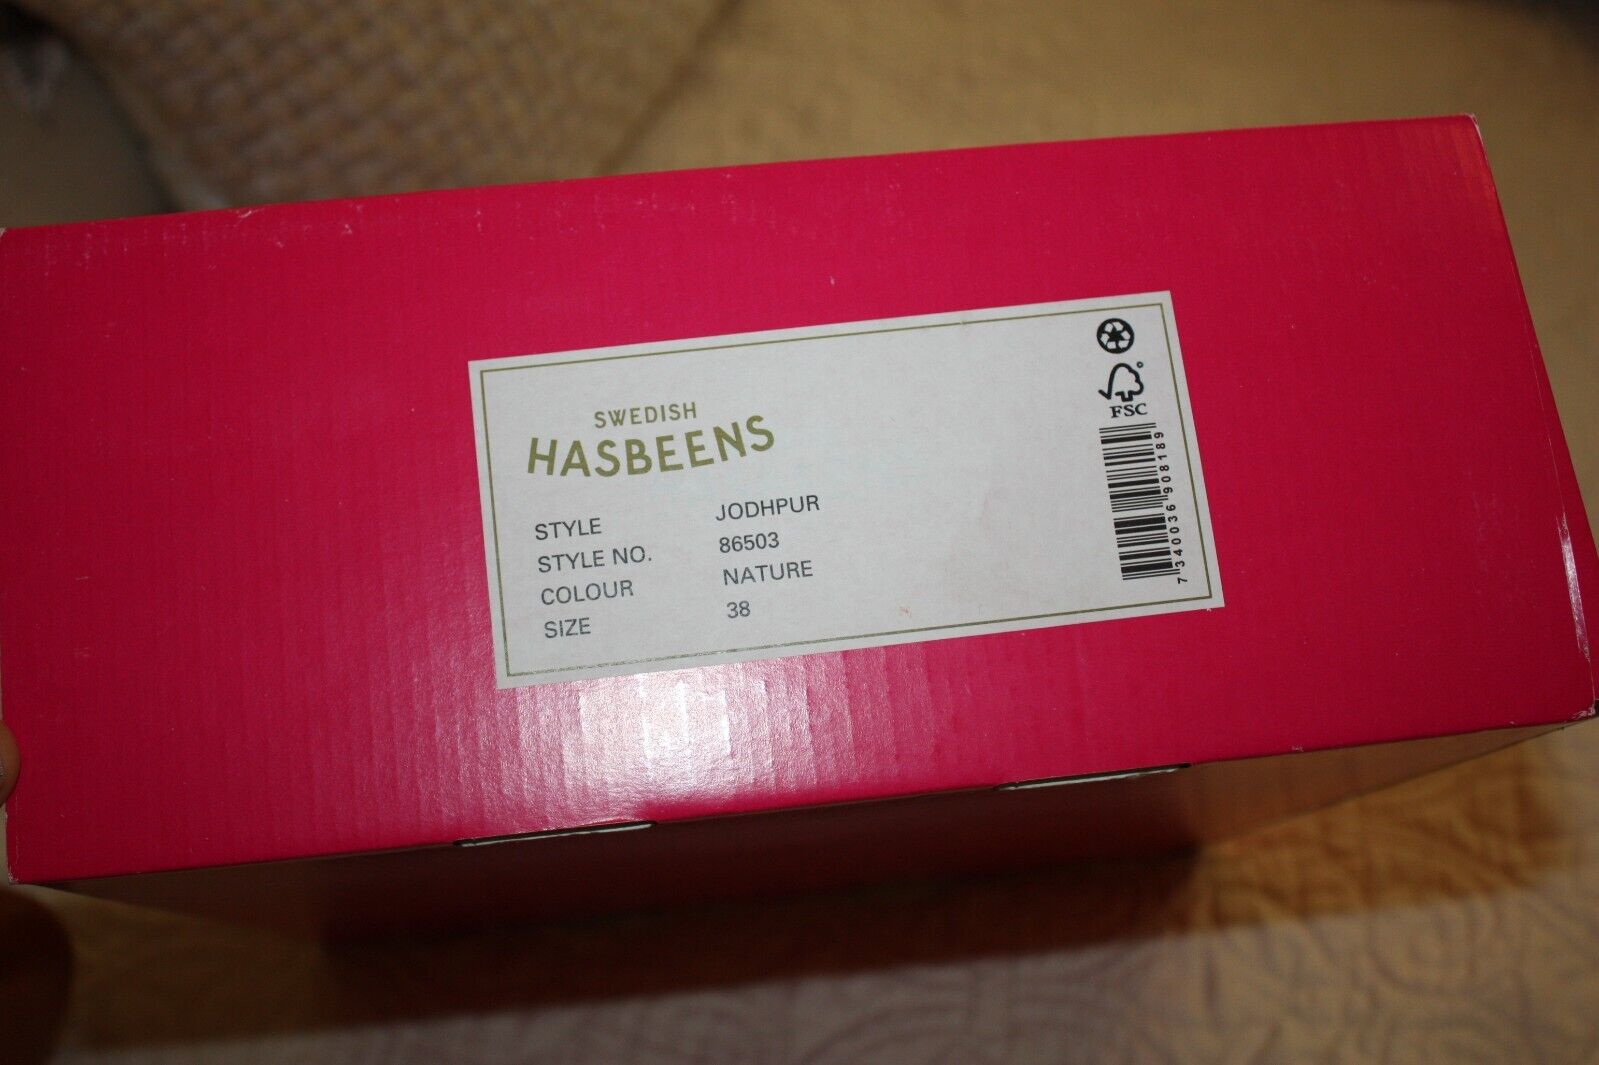 SWEDISH
HASBEENS
STYLE JODHPUR
STYLE NO. 86503
COLOUR NATURE
SIZE 38
FSC
7340036908189